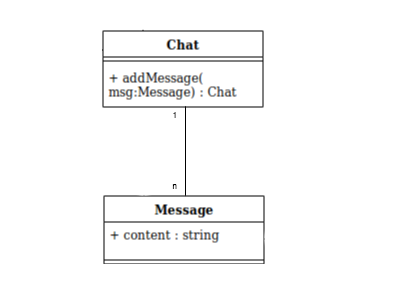 Chat
+ addMessage(
msg:Message) : Chat
1
n
Message
+ content : string